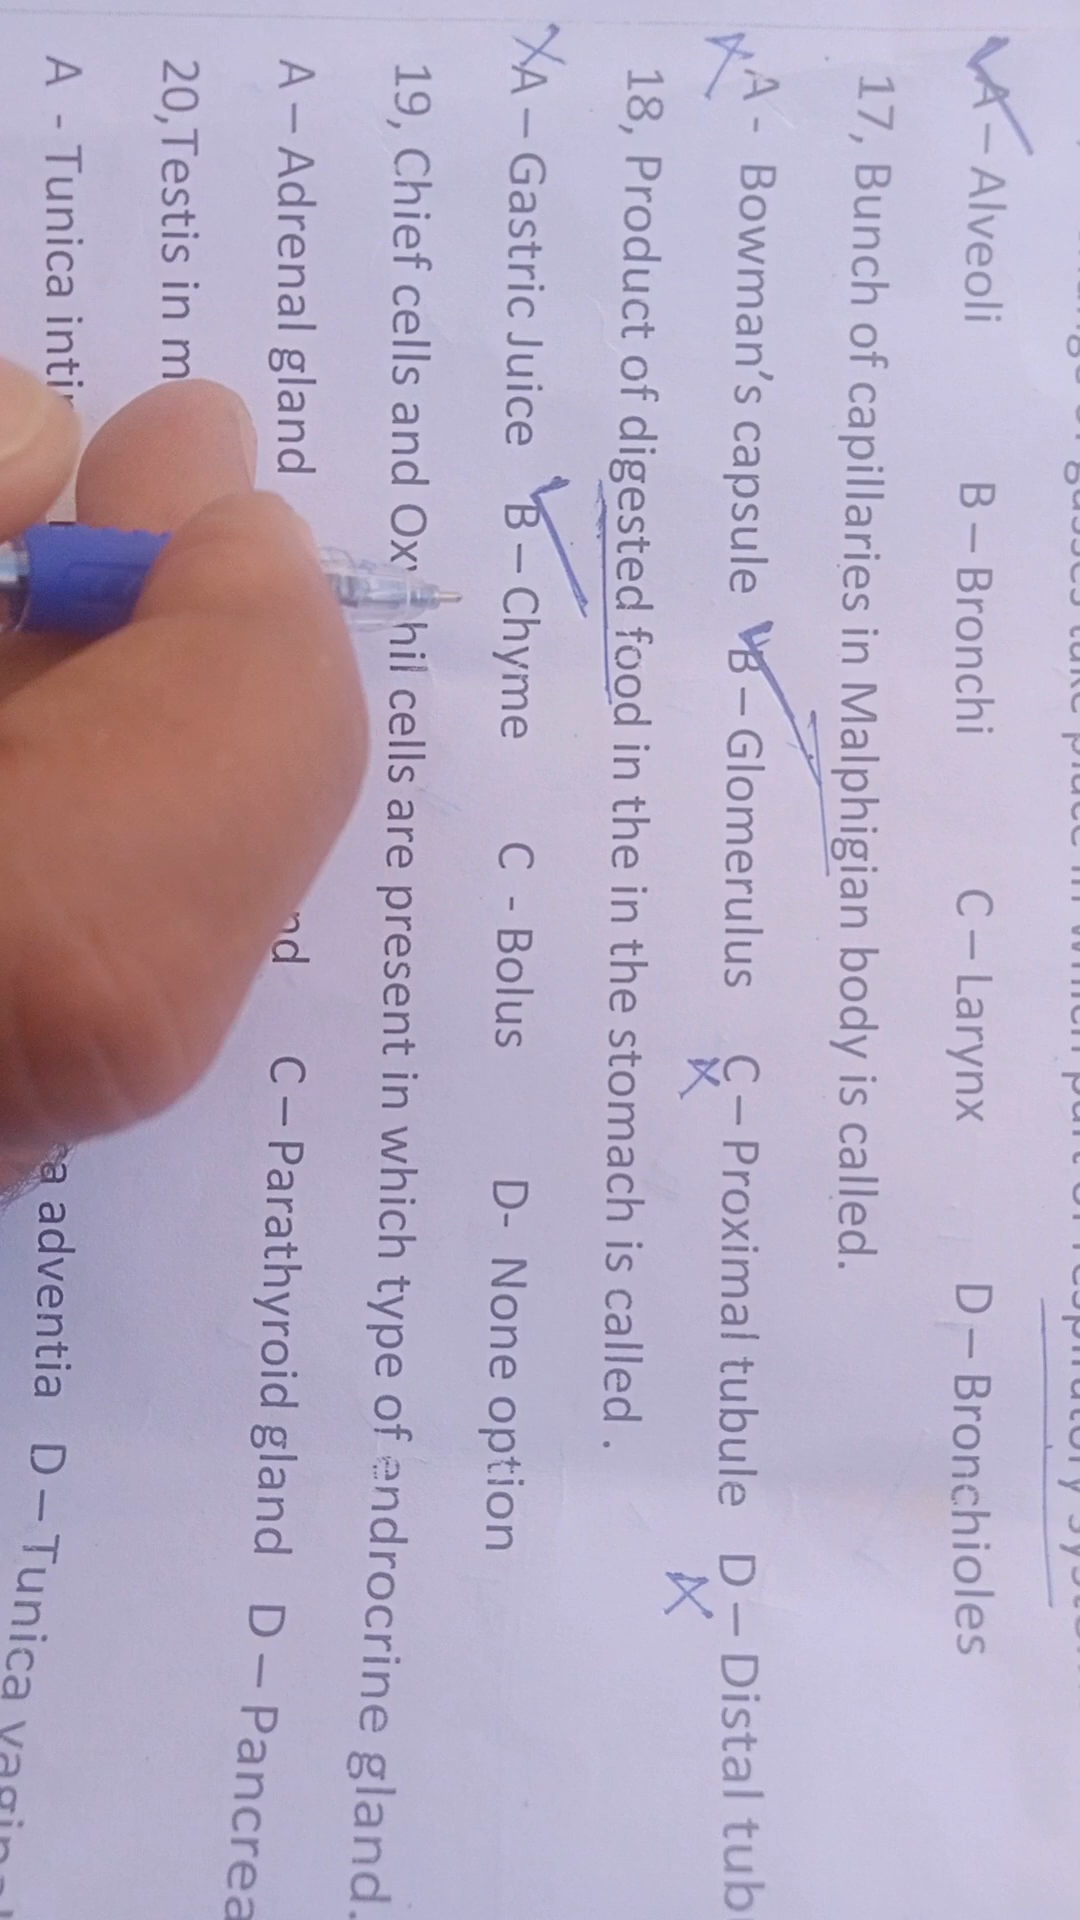 A – Alveoli B – Bronchi C – Larynx D – Bronchioles
17, Bunch of capillaries in Malphigian body is called.
A - Bowman's capsule B – Glomerulus C – Proximal tubule D – Distal tub
18, Product of digested food in the in the stomach is called .
A – Gastric Juice B – Chyme C - Bolus D- None option
19, Chief cells and Ox hil cells are present in which type of endrocrine gland.
A – Adrenal gland nd C – Parathyroid gland D – Pancrea
20,Testis in m
A - Tunica inti a adventia D – Tunica vagin